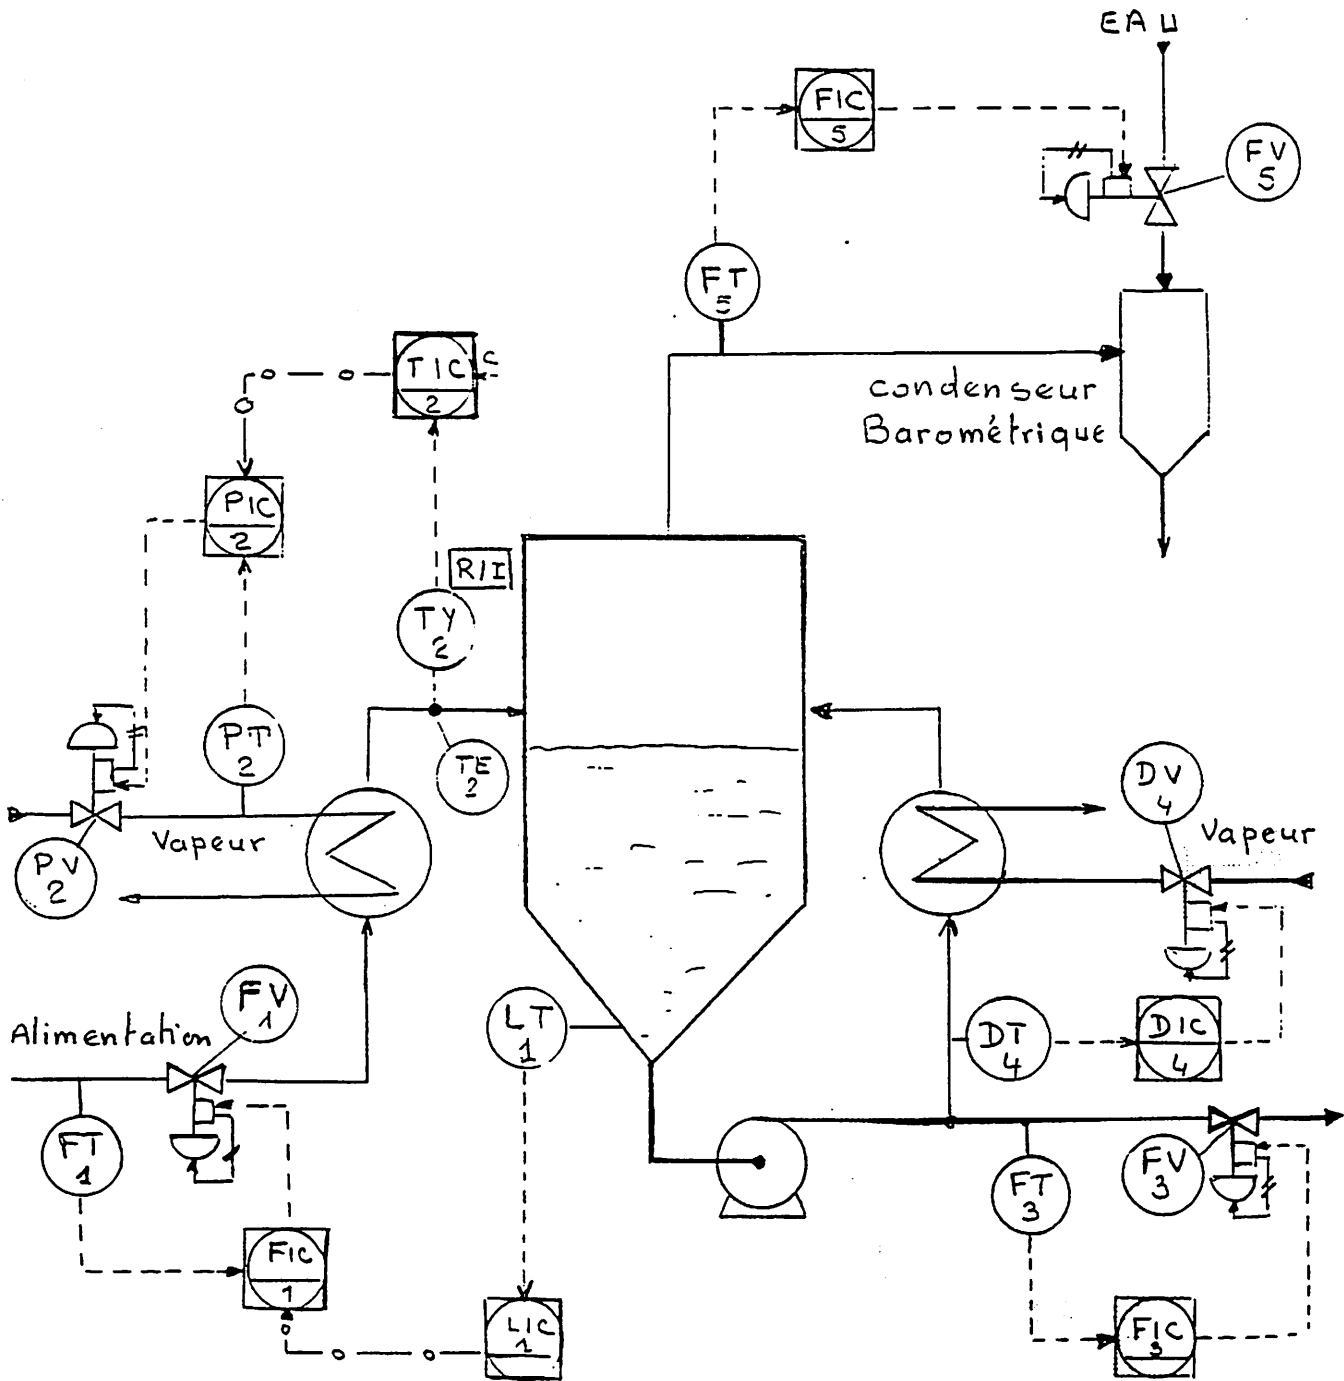 EAU
FIC
5
FV
5
FT
5
TIC
2
C
condenseur
Barométrique
PIC
2
R/I
TY
2
PT
2
TE
2
DV
4
Vapeur
Vapeur
PV
2
FV
1
Alimentation
LT
1
DT
4
DIC
4
FT
1
FT
3
FV
3
FIC
1
LIC
1
FIC
3